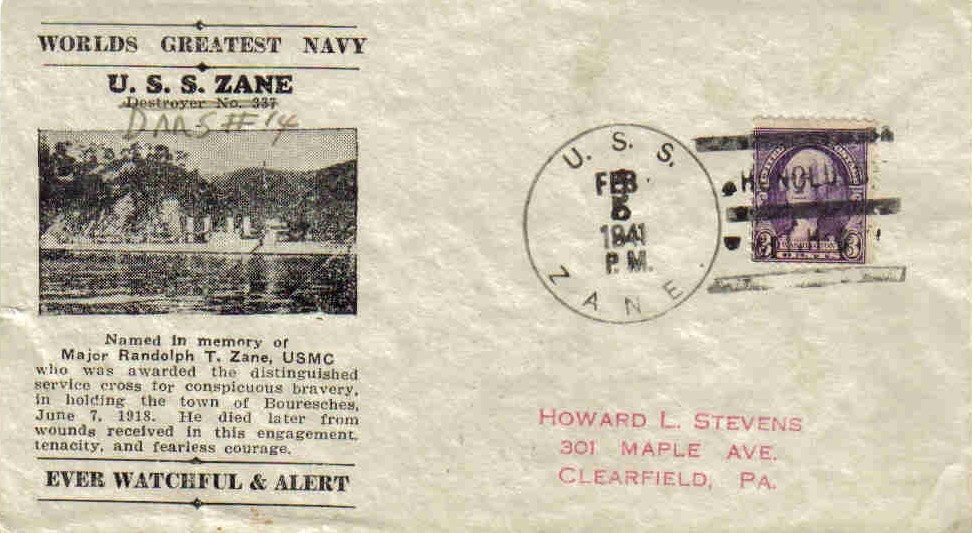 WORLDS GREATEST NAVY
U. S. S. ZANE
Destroyer No. 337
DMS #14
Named in memory of
Major Randolph T. Zane, USMC
who was awarded the distinguished
service cross for conspicuous bravery,
in holding the town of Bouresches,
June 7, 1918. He died later from
wounds received in this engagement,
tenacity, and fearless courage.
EVER WATCHFUL & ALERT
U. S. S.
FEB
1941
P.M.
ZANE
3 3
HOWARD L. STEVENS
301 MAPLE AVE.
CLEARFIELD, PA.